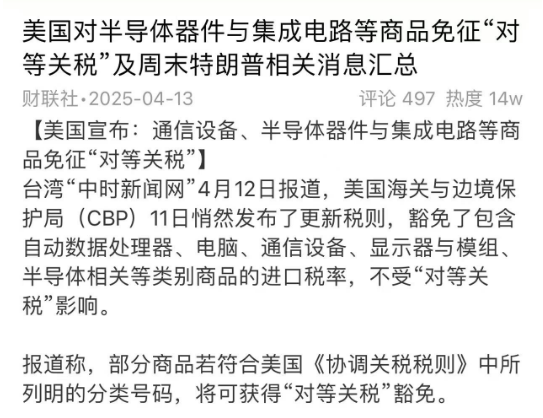 美国对半导体器件与集成电路等商品免征“对
等关税”及周末特朗普相关消息汇总
财联社·2025-04-13 评论 497 热度 14w
【美国宣布：通信设备、半导体器件与集成电路等商
品免征“对等关税”】
台湾“中时新闻网”4月12日报道，美国海关与边境保
护局（CBP）11日悄然发布了更新税则，豁免了包含
自动数据处理器、电脑、通信设备、显示器与模组、
半导体相关等类别商品的进口税率，不受“对等关
税”影响。
报道称，部分商品若符合美国《协调关税税则》中所
列明的分类号码，将可获得“对等关税”豁免。